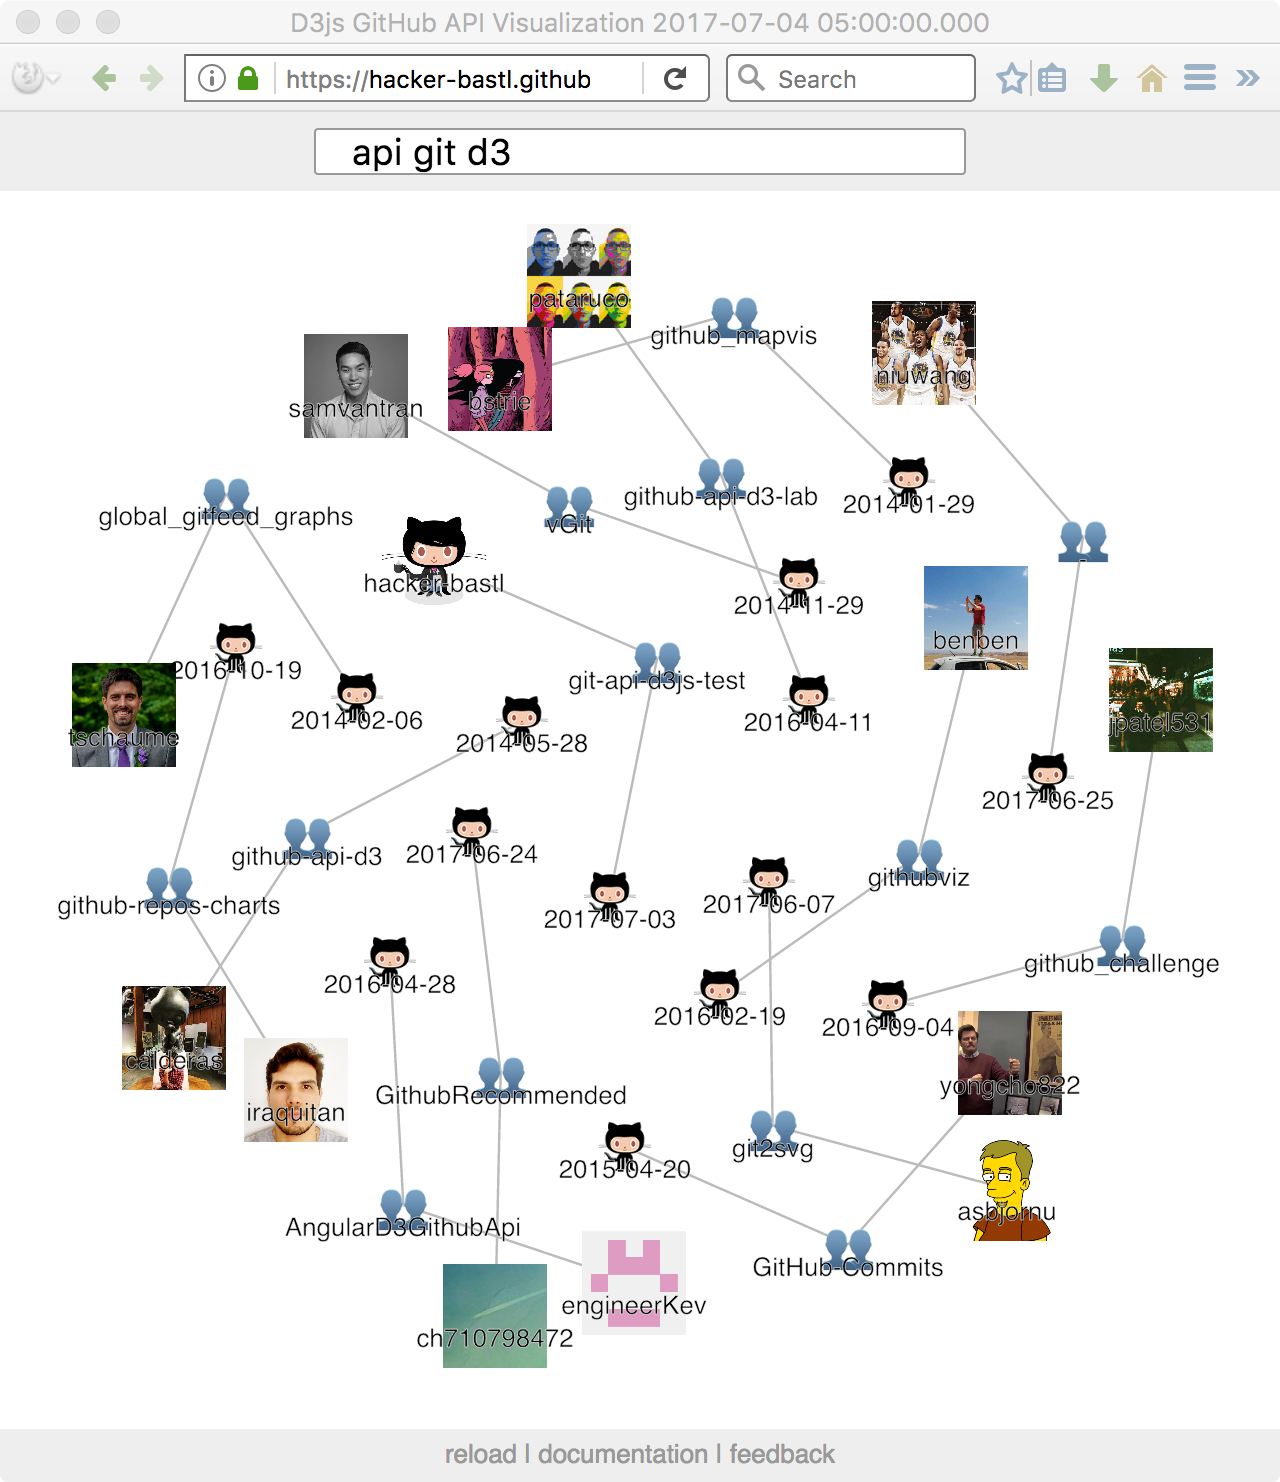 D3js GitHub API Visualization 2017-07-04 05:00:00.000
https://hacker-bastl.github
Search
api git d3
pataruco
github_mapvis
niuwang
samvantran
bstrie
github-api-d3-lab
2014-01-29
global_gitfeed_graphs
vGit
_
hacker-bastl
2014-11-29
benben
2016-10-19
git-api-d3js-test
2014-02-06
2016-04-11
jpatel531
tschaume
2014-05-28
2017-06-25
github-api-d3
2017-06-24
githubviz
github-repos-charts
2017-06-07
2017-07-03
github_challenge
2016-04-28
2016-02-19
2016-09-04
calderas
yongcho822
GithubRecommended
iraquitan
git2svg
2015-04-20
asbjornu
AngularD3GithubApi
GitHub-Commits
engineerKev
ch710798472
reload | documentation | feedback